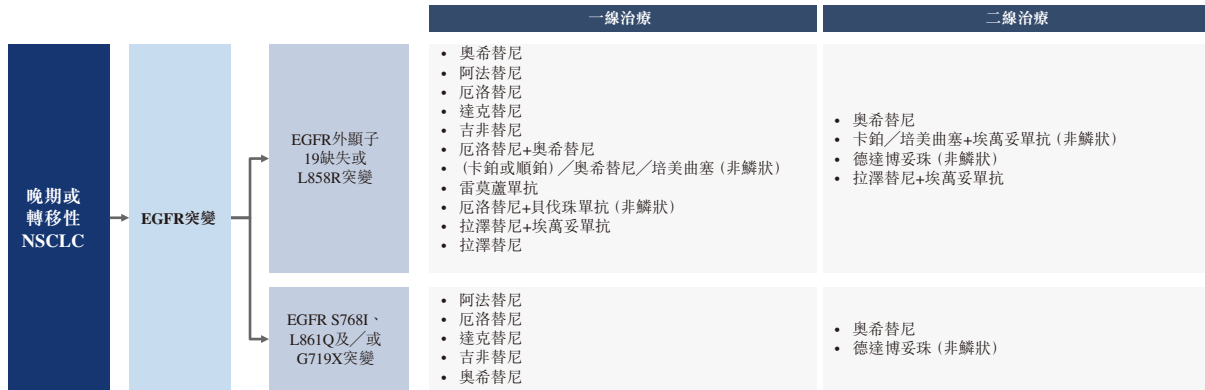 一線治療
二線治療
晚期或
轉移性
NSCLC
EGFR突變
EGFR外顯子
19缺失或
L858R突變
• 奧希替尼
• 阿法替尼
• 厄洛替尼
• 達克替尼
• 吉非替尼
• 厄洛替尼+奧希替尼
• (卡鉑或順鉑)／奧希替尼／培美曲塞 (非鱗狀)
• 雷莫蘆單抗
• 厄洛替尼+貝伐珠單抗 (非鱗狀)
• 拉澤替尼+埃萬妥單抗
• 拉澤替尼
• 奧希替尼
• 卡鉑／培美曲塞+埃萬妥單抗 (非鱗狀)
• 德達博妥珠 (非鱗狀)
• 拉澤替尼+埃萬妥單抗
EGFR S768I、
L861Q及／或
G719X突變
• 阿法替尼
• 厄洛替尼
• 達克替尼
• 吉非替尼
• 奧希替尼
• 奧希替尼
• 德達博妥珠 (非鱗狀)